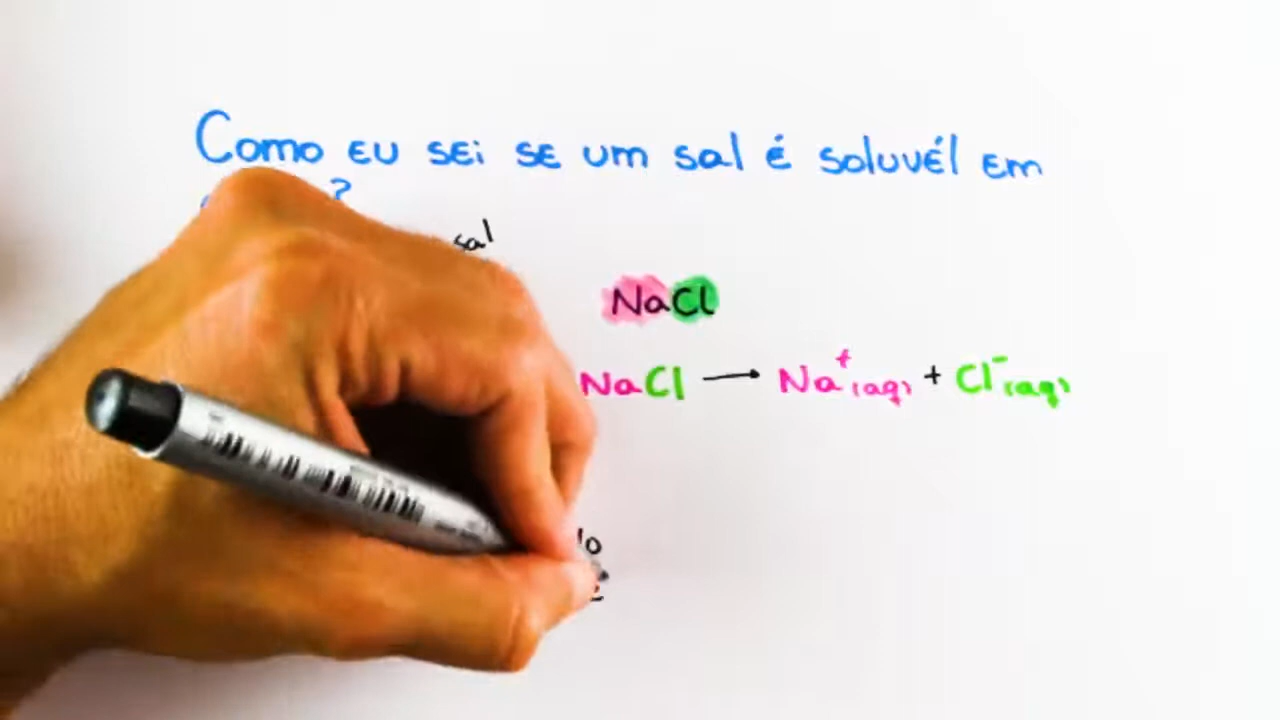 Como eu sei se um sal é soluvél em
?
sal
NaCl
NaCl → Na⁺(aq) + Cl⁻(aq)